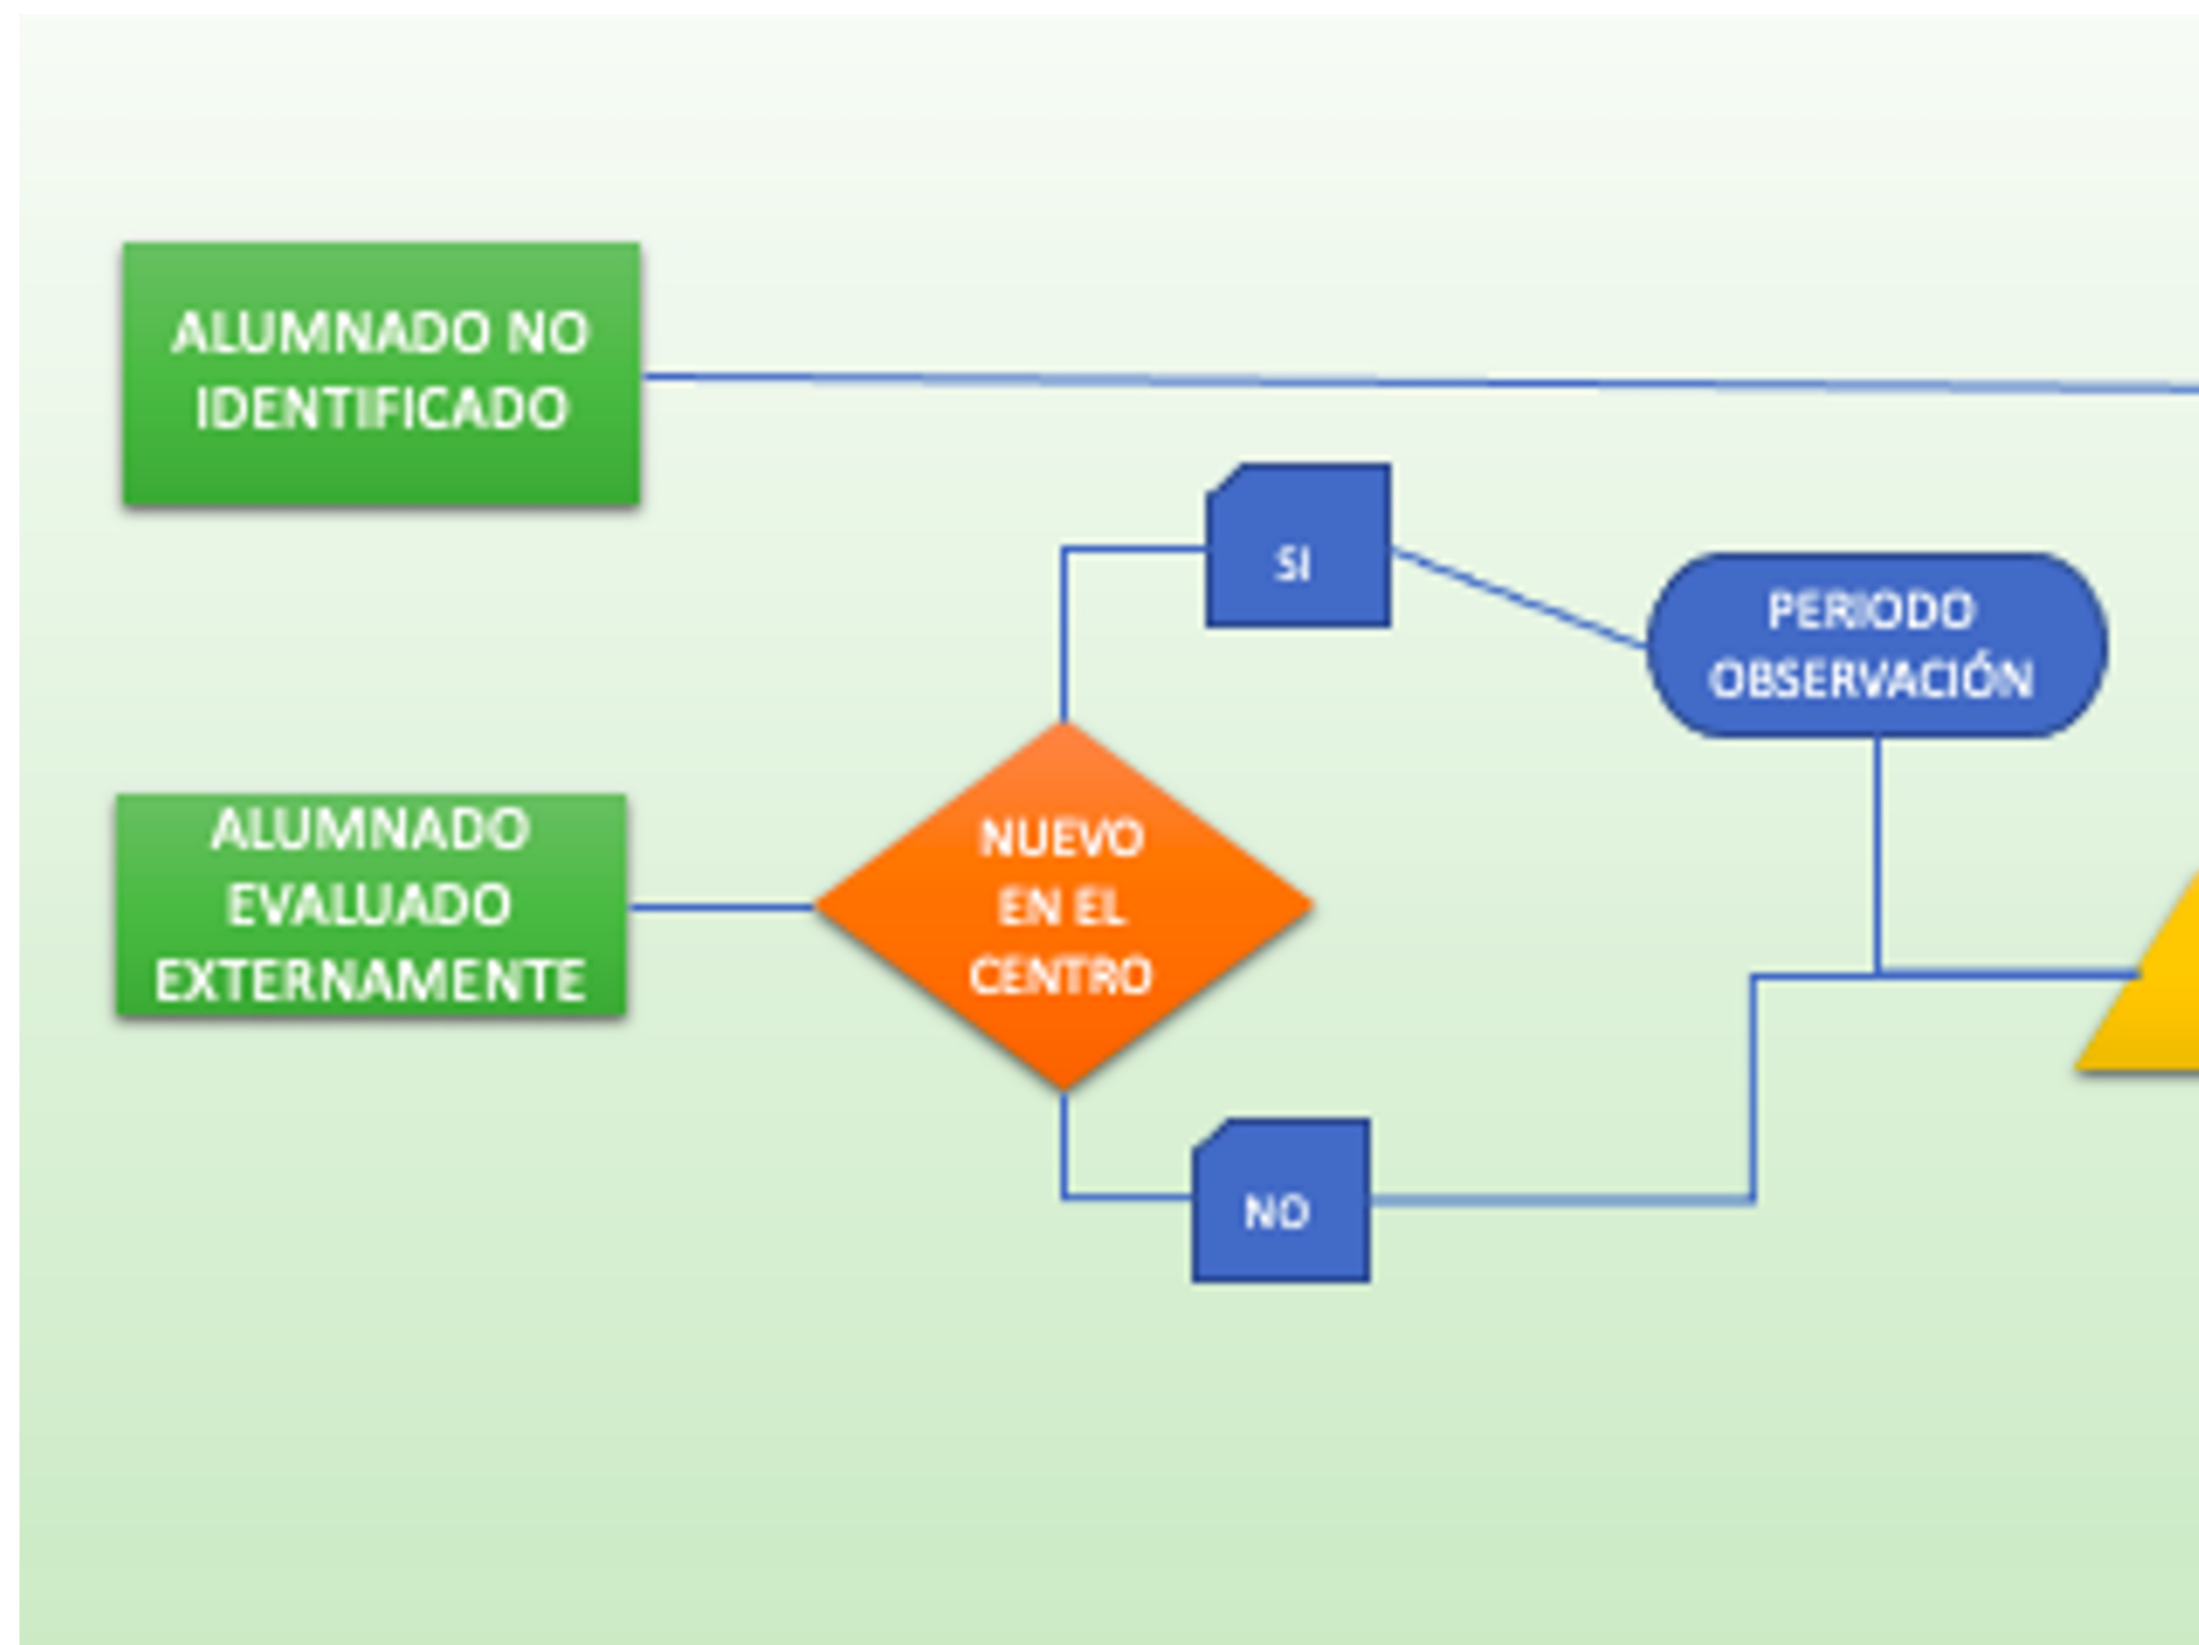 ALUMNADO NO
IDENTIFICADO
SI
PERIODO
OBSERVACIÓN
ALUMNADO
EVALUADO
EXTERNAMENTE
NUEVO
EN EL
CENTRO
NO